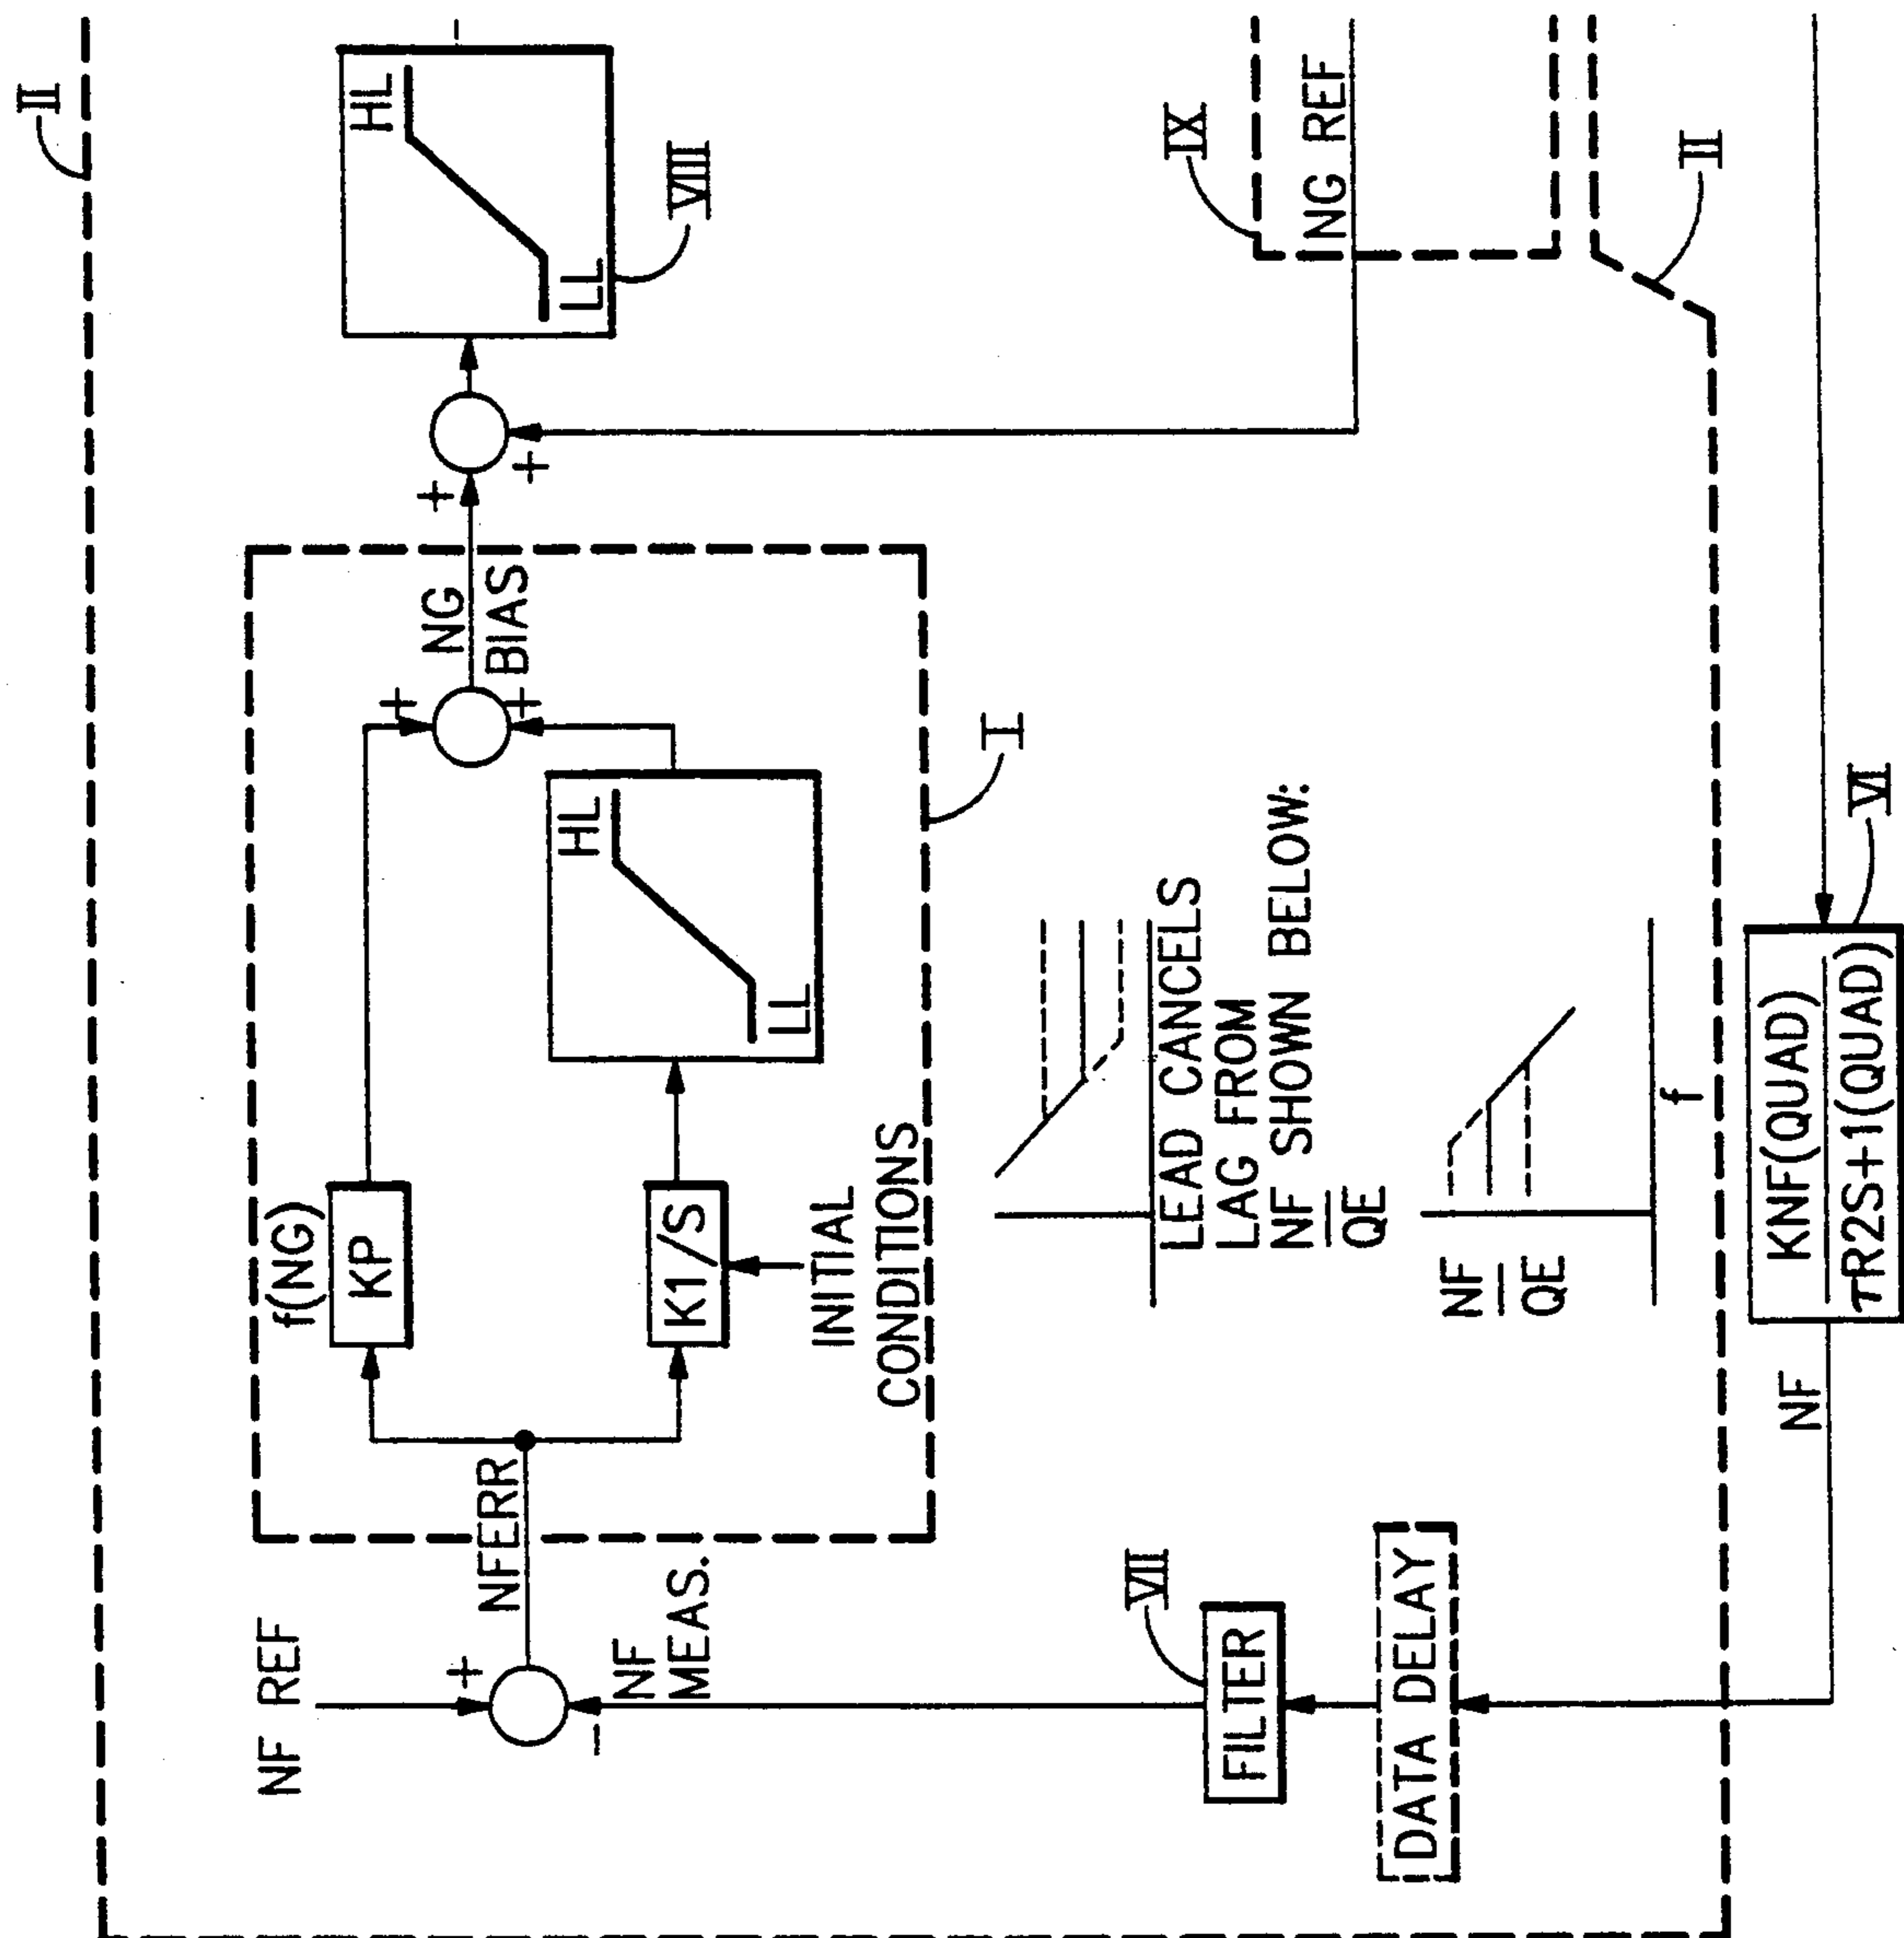 II
NF REF
+
-
NF
MEAS.
NFERR
f(NG)
KP
K1/S
INITIAL
CONDITIONS
HL
LL
+
+
NG
BIAS
+
+
HL
LL
VIII
I
LEAD CANCELS
LAG FROM
NF SHOWN BELOW:
QE
NF
QE
f
FILTER
VII
DATA DELAY
NF
KNF(QUAD)
τR2S+1(QUAD)
VI
IX
ING REF
II